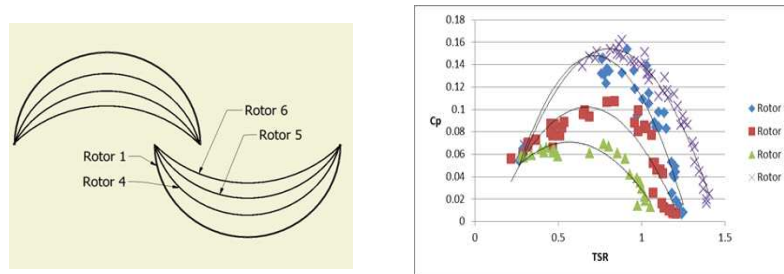 Rotor 6
Rotor 5
Rotor 1
Rotor 4
0.18
0.16
0.14
0.12
0.1
0.08
0.06
0.04
0.02
0
Cp
0
0.5
1
1.5
TSR
Rotor
Rotor
Rotor
Rotor